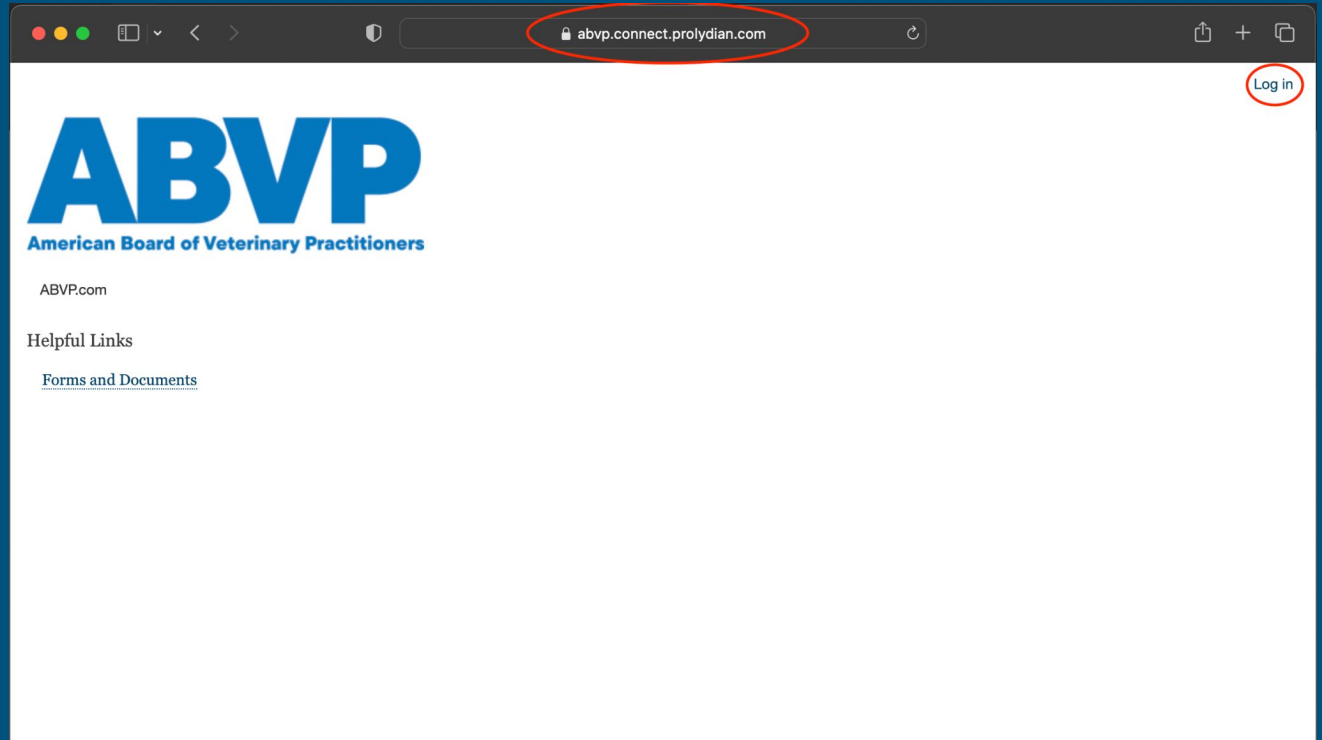 abvp.connect.prolydian.com
Log in
ABVP
American Board of Veterinary Practitioners
ABVP.com
Helpful Links
Forms and Documents